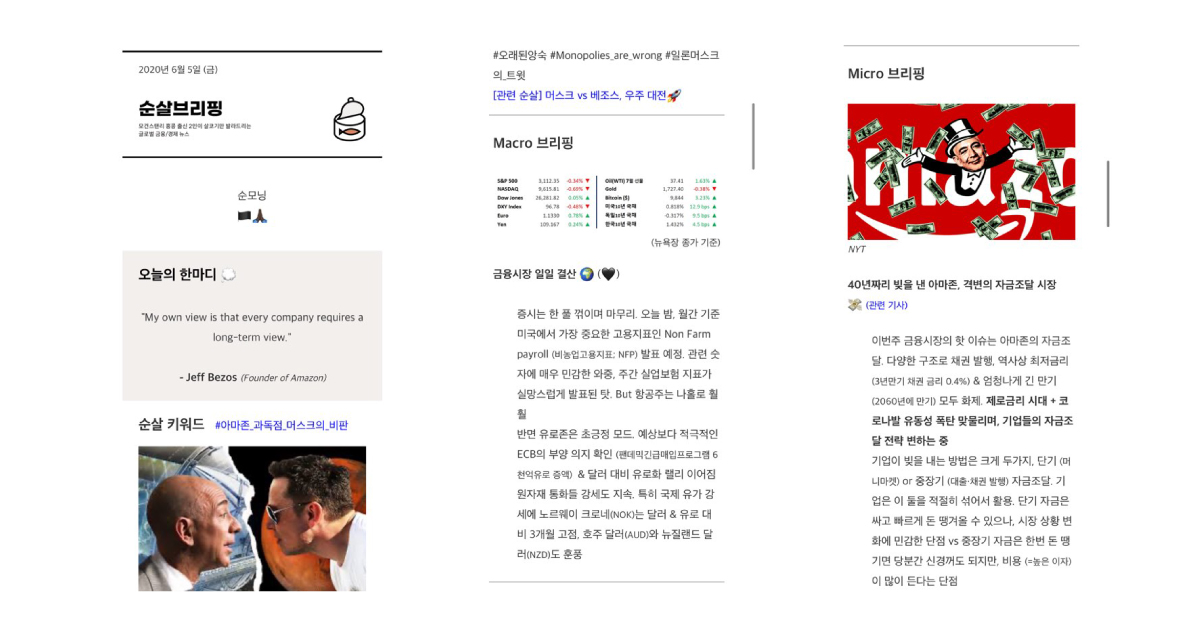 2020년 6월 5일 (금)
순살브리핑
모건스탠리 홍콩 출신 2인이 살코기만 발라드리는
글로벌 금융/경제 뉴스
순모닝
오늘의 한마디
"My own view is that every company requires a
long-term view."
- Jeff Bezos (Founder of Amazon)
순살 키워드 #아마존_과독점_머스크의_비판
#오래된앙숙 #Monopolies_are_wrong #일론머스크
의_트윗
[관련 순살] 머스크 vs 베조스, 우주 대전🚀
Macro 브리핑
S&P 500 3,112.35 -0.34% ▼ Oil(WTI) 7월 선물 37.41 1.63% ▲
NASDAQ 9,615.81 -0.69% ▼ Gold 1,727.40 -0.38% ▼
Dow Jones 26,281.82 0.05% ▲ Bitcoin ($) 9,844 3.23% ▲
DXY Index 56.78 -0.48% ▼ 미국10년 국채 0.818% 12.9 bps ▲
Euro 1.1330 0.78% ▲ 독일10년 국채 -0.317% 9.5 bps ▲
Yen 109.167 0.24% ▲ 한국10년 국채 1.432% 4.5 bps ▲
(뉴욕장 종가 기준)
금융시장 일일 결산 🌍 (🖤)
증시는 한 풀 꺾이며 마무리. 오늘 밤, 월간 기준
미국에서 가장 중요한 고용지표인 Non Farm
payroll (비농업고용지표; NFP) 발표 예정. 관련 숫
자에 매우 민감한 와중, 주간 실업보험 지표가
실망스럽게 발표된 탓. But 항공주는 나홀로 훨
훨
반면 유로존은 초긍정 모드. 예상보다 적극적인
ECB의 부양 의지 확인 (팬데믹긴급매입프로그램 6
천억유로 증액) & 달러 대비 유로화 랠리 이어짐
원자재 통화들 강세도 지속. 특히 국제 유가 강
세에 노르웨이 크로네(NOK)는 달러 & 유로 대
비 3개월 고점, 호주 달러(AUD)와 뉴질랜드 달
러(NZD)도 훈풍
Micro 브리핑
NYT
40년짜리 빚을 낸 아마존, 격변의 자금조달 시장
💸 (관련 기사)
이번주 금융시장의 핫 이슈는 아마존의 자금조
달. 다양한 구조로 채권 발행, 역사상 최저금리
(3년만기 채권 금리 0.4%) & 엄청나게 긴 만기
(2060년에 만기) 모두 화제. 제로금리 시대 + 코
로나발 유동성 폭탄 맞물리며, 기업들의 자금조
달 전략 변하는 중
기업이 빚을 내는 방법은 크게 두가지, 단기 (머
니마켓) or 중장기 (대출·채권 발행) 자금조달. 기
업은 이 둘을 적절히 섞어서 활용. 단기 자금은
싸고 빠르게 돈 땡겨올 수 있으나, 시장 상황 변
화에 민감한 단점 vs 중장기 자금은 한번 돈 땡
기면 당분간 신경꺼도 되지만, 비용 (=높은 이자)
이 많이 든다는 단점